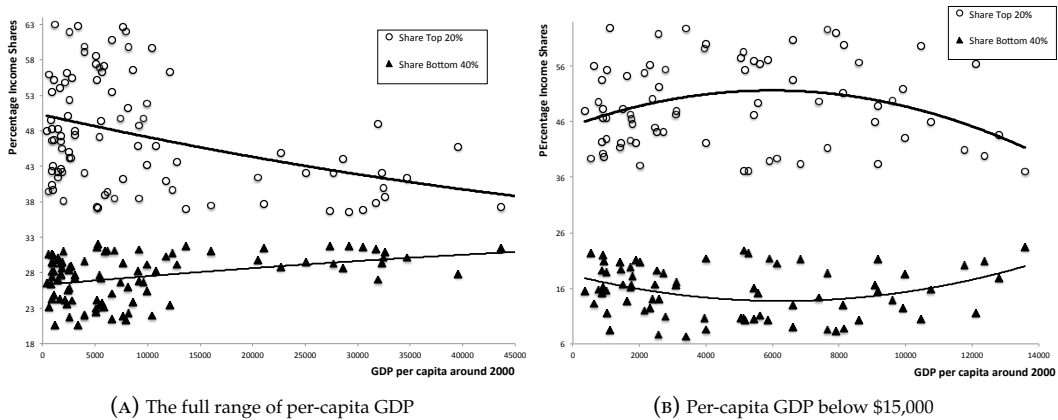 63
58
53
48
43
38
33
28
23
18
Percentage Income Shares
0 5000 10000 15000 20000 25000 30000 35000 40000 45000
GDP per capita around 2000
Share Top 20%
Share Bottom 40%
(A) The full range of per-capita GDP
56
46
36
26
16
6
PErcentage Income Shares
0 2000 4000 6000 8000 10000 12000 14000
GDP per capita around 2000
Share Top 20%
Share Bottom 40%
(B) Per-capita GDP below $15,000